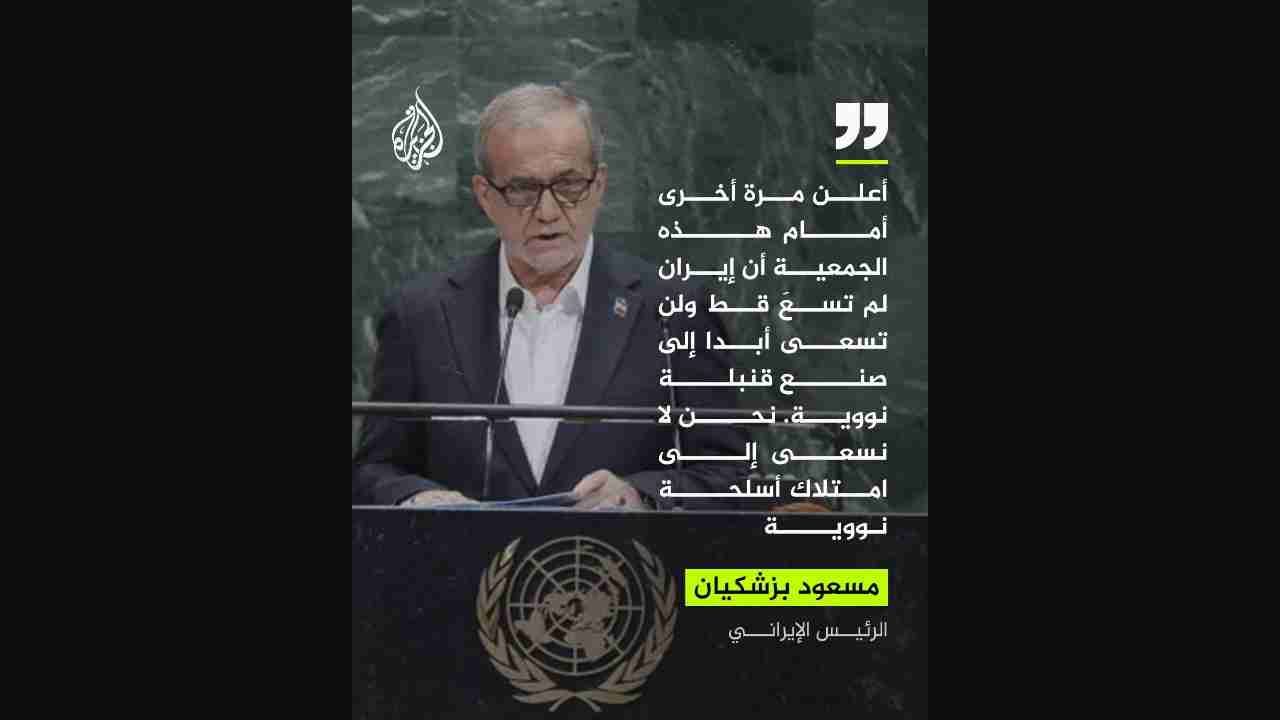 الجزيرة
أعلن مرة أخرى
أمام هذه
الجمعية أن إيران
لم تسعَ قط ولن
تسعى أبدا إلى
صنع قنبلة
نووية. نحن لا
نسعى إلى
امتلاك أسلحة
نووية
مسعود بزشكيان
الرئيس الإيراني